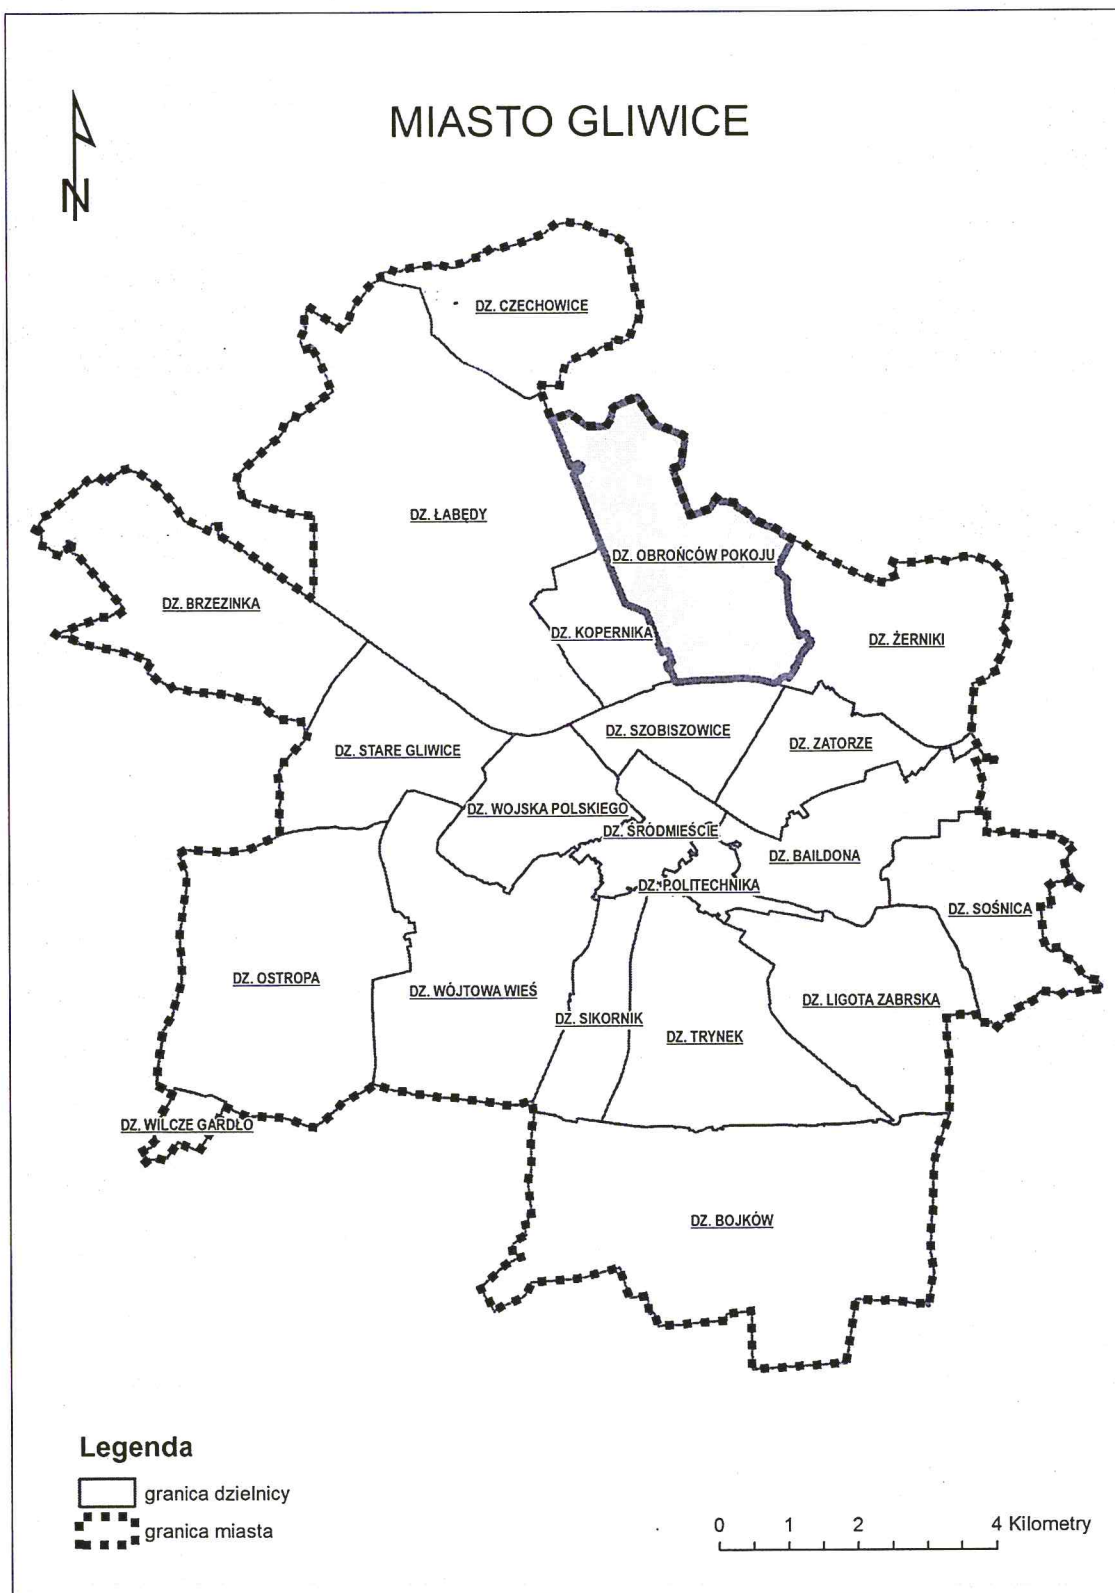 MIASTO GLIWICE
N
DZ. CZECHOWICE
DZ. ŁABĘDY
DZ. OBROŃCÓW POKOJU
DZ. BRZEZINKA
DZ. KOPERNIKA
DZ. ŻERNIKI
DZ. SZOBISZOWICE
DZ. STARE GLIWICE
DZ. ZATORZE
DZ. WOJSKA POLSKIEGO
DZ. ŚRÓDMIEŚCIE
DZ. BAILDONA
DZ. POLITECHNIKA
DZ. SOŚNICA
DZ. OSTROPA
DZ. WÓJTOWA WIEŚ
DZ. LIGOTA ZABRSKA
DZ. SIKORNIK
DZ. TRYNEK
DZ. WILCZE GARDŁO
DZ. BOJKÓW
Legenda
granica dzielnicy
granica miasta
0 1 2 4 Kilometry